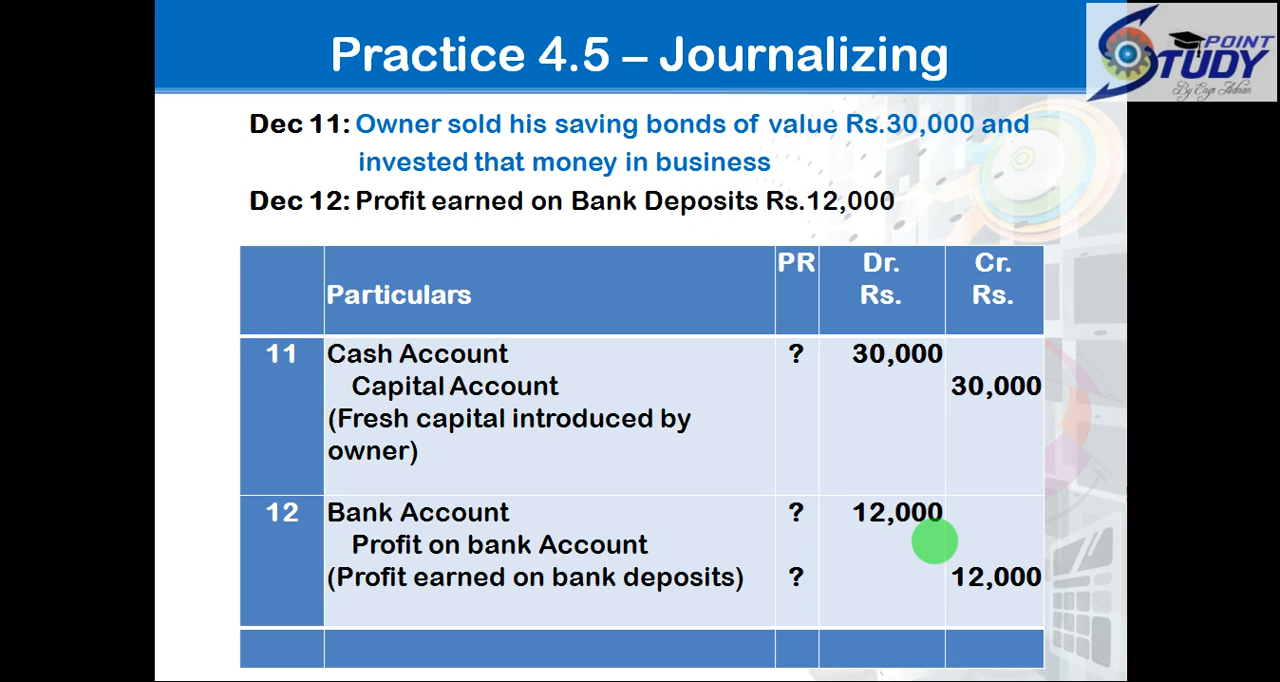 Practice 4.5 – Journalizing
POINT
STUDY
By Engr Adnan
Dec 11: Owner sold his saving bonds of value Rs.30,000 and
invested that money in business
Dec 12: Profit earned on Bank Deposits Rs.12,000
PR Dr. Cr.
Particulars Rs. Rs.
11 Cash Account ? 30,000
Capital Account 30,000
(Fresh capital introduced by
owner)
12 Bank Account ? 12,000
Profit on bank Account
(Profit earned on bank deposits) ? 12,000